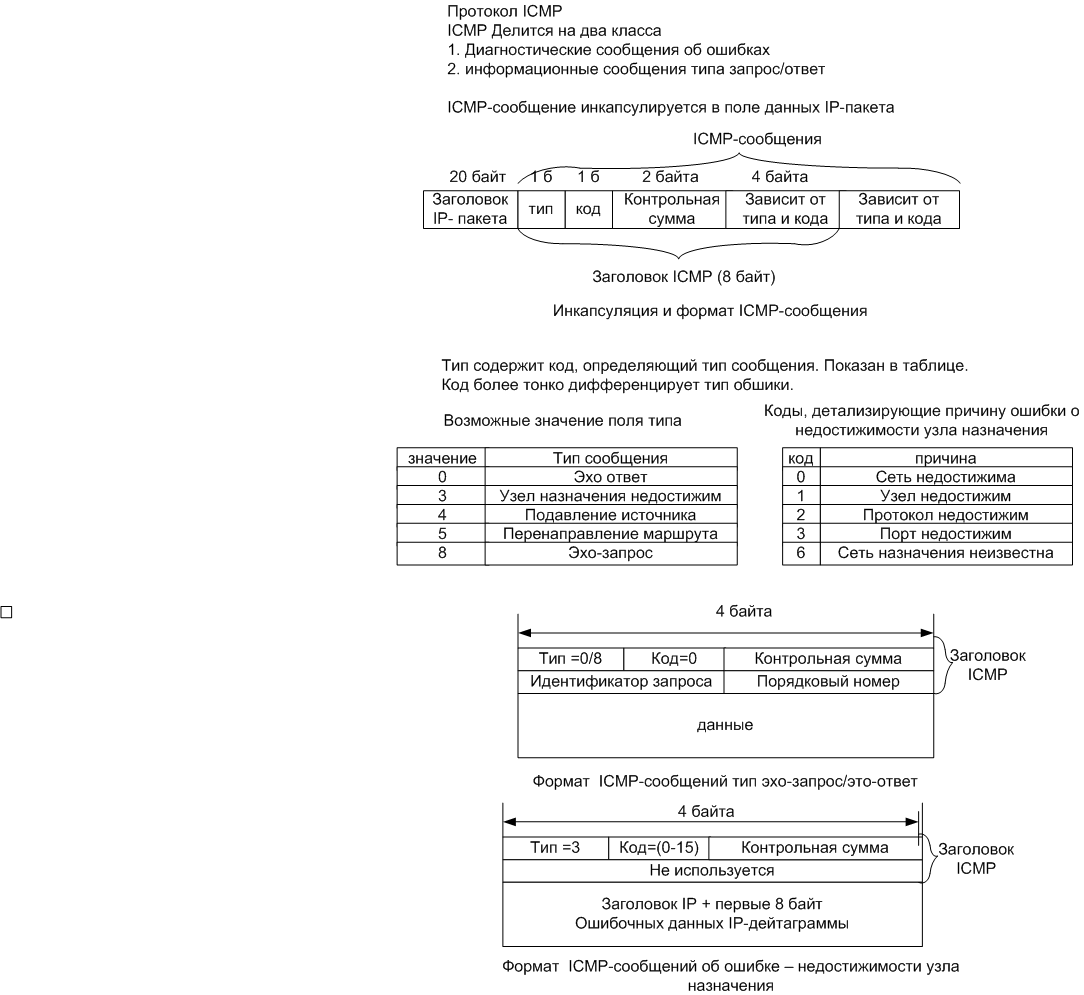 Протокол ICMP
ICMP Делится на два класса
1. Диагностические сообщения об ошибках
2. информационные сообщения типа запрос/ответ
ICMP-сообщение инкапсулируется в поле данных IP-пакета
ICMP-сообщения
20 байт 1 б 1 б 2 байта 4 байта
Заголовок IP- пакета тип код Контрольная сумма Зависит от типа и кода Зависит от типа и кода
Заголовок ICMP (8 байт)
Инкапсуляция и формат ICMP-сообщения
Тип содержит код, определяющий тип сообщения. Показан в таблице.
Код более тонко дифференцирует тип обшики.
Возможные значение поля типа
значение Тип сообщения
0 Эхо ответ
3 Узел назначения недостижим
4 Подавление источника
5 Перенаправление маршрута
8 Эхо-запрос
Коды, детализирующие причину ошибки о
недостижимости узла назначения
код причина
0 Сеть недостижима
1 Узел недостижим
2 Протокол недостижим
3 Порт недостижим
6 Сеть назначения неизвестна
4 байта
Тип =0/8 Код=0 Контрольная сумма
Идентификатор запроса Порядковый номер
Заголовок
ICMP
данные
Формат ICMP-сообщений тип эхо-запрос/это-ответ
4 байта
Тип =3 Код=(0-15) Контрольная сумма
Не используется
Заголовок
ICMP
Заголовок IP + первые 8 байт
Ошибочных данных IP-дейтаграммы
Формат ICMP-сообщений об ошибке – недостижимости узла
назначения